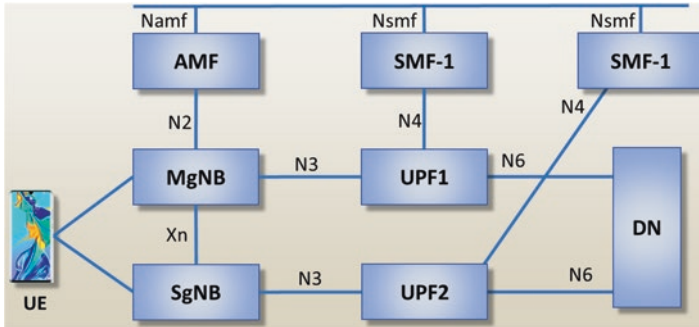 Namf
Nsmf
Nsmf
AMF
SMF-1
SMF-1
N2
N4
N4
MgNB
N3
UPF1
N6
DN
Xn
UE
SgNB
N3
UPF2
N6